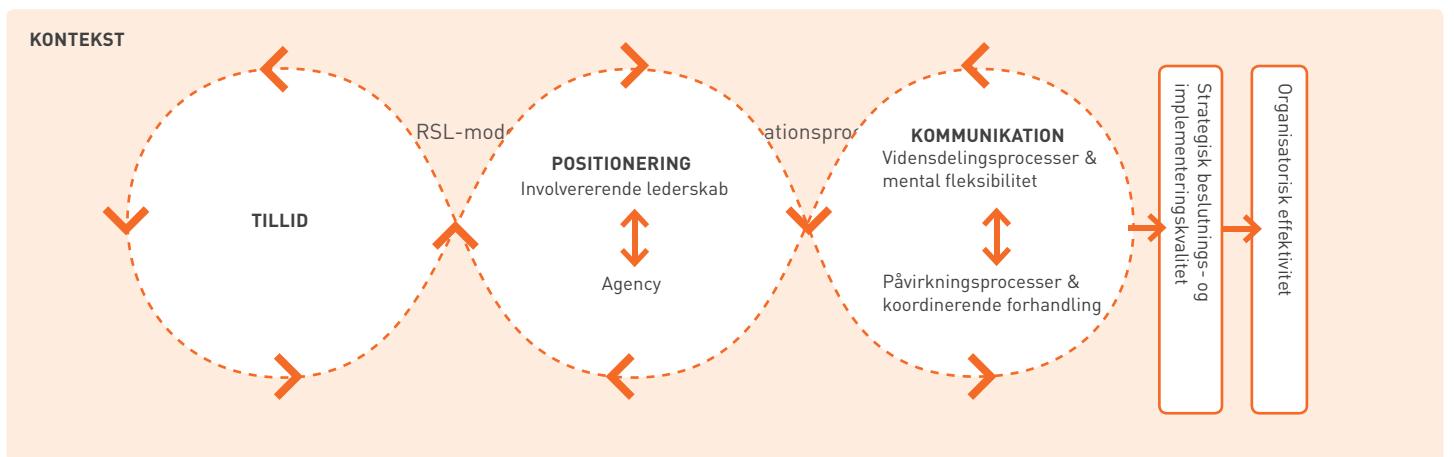 KONTEKST
RSL-mod
ationspro
TILLID
POSITIONERING
Involvererende lederskab
Agency
KOMMUNIKATION
Vidensdelingsprocesser &
mental fleksibilitet
Påvirkningsprocesser &
koordinerende forhandling
Strategisk beslutnings- og
implementeringskvalitet
Organisatorisk effektivitet